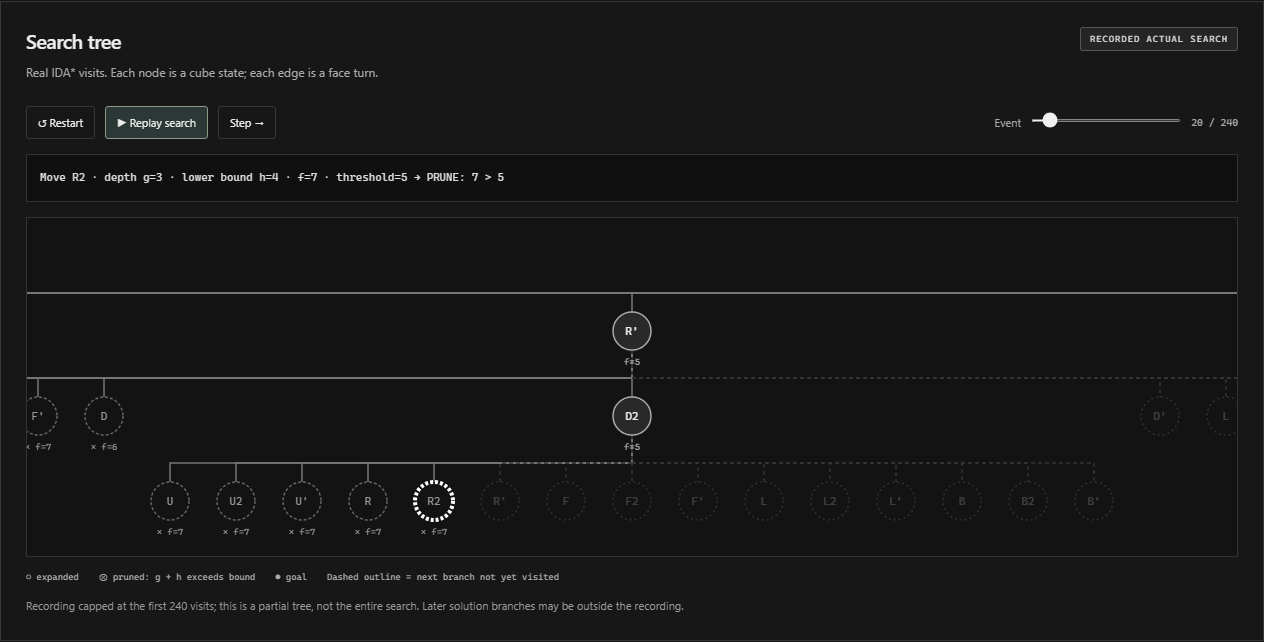 Search tree
RECORDED ACTUAL SEARCH
Real IDA* visits. Each node is a cube state; each edge is a face turn.
↺ Restart
▶ Replay search
Step →
Event
20 / 240
Move R2 · depth g=3 · lower bound h=4 · f=7 · threshold=5 → PRUNE: 7 > 5
R'
f=5
F' D D2 D' L
× f=7 × f=6 f=5
U U2 U' R R2 R' F F2 F' L L2 L' B B2 B'
× f=7 × f=7 × f=7 × f=7 × f=7
○ expanded ⊗ pruned: g + h exceeds bound ● goal Dashed outline = next branch not yet visited
Recording capped at the first 240 visits; this is a partial tree, not the entire search. Later solution branches may be outside the recording.